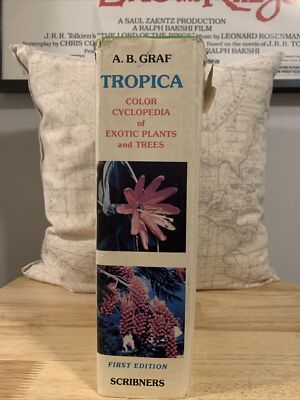 A SAUL ZAENTZ PRODUCTION
A RALPH BAKSHI FILM
J.R.R. TOLKIEN'S "THE LORD OF THE RINGS" Music by LEONARD ROSENMAN
Screenplay by CHRIS Based on the novels of J.R.R. TOLKIEN
RALPH BAKSHI
A. B. GRAF
TROPICA
COLOR
CYCLOPEDIA
of
EXOTIC PLANTS
and TREES
FIRST EDITION
SCRIBNERS